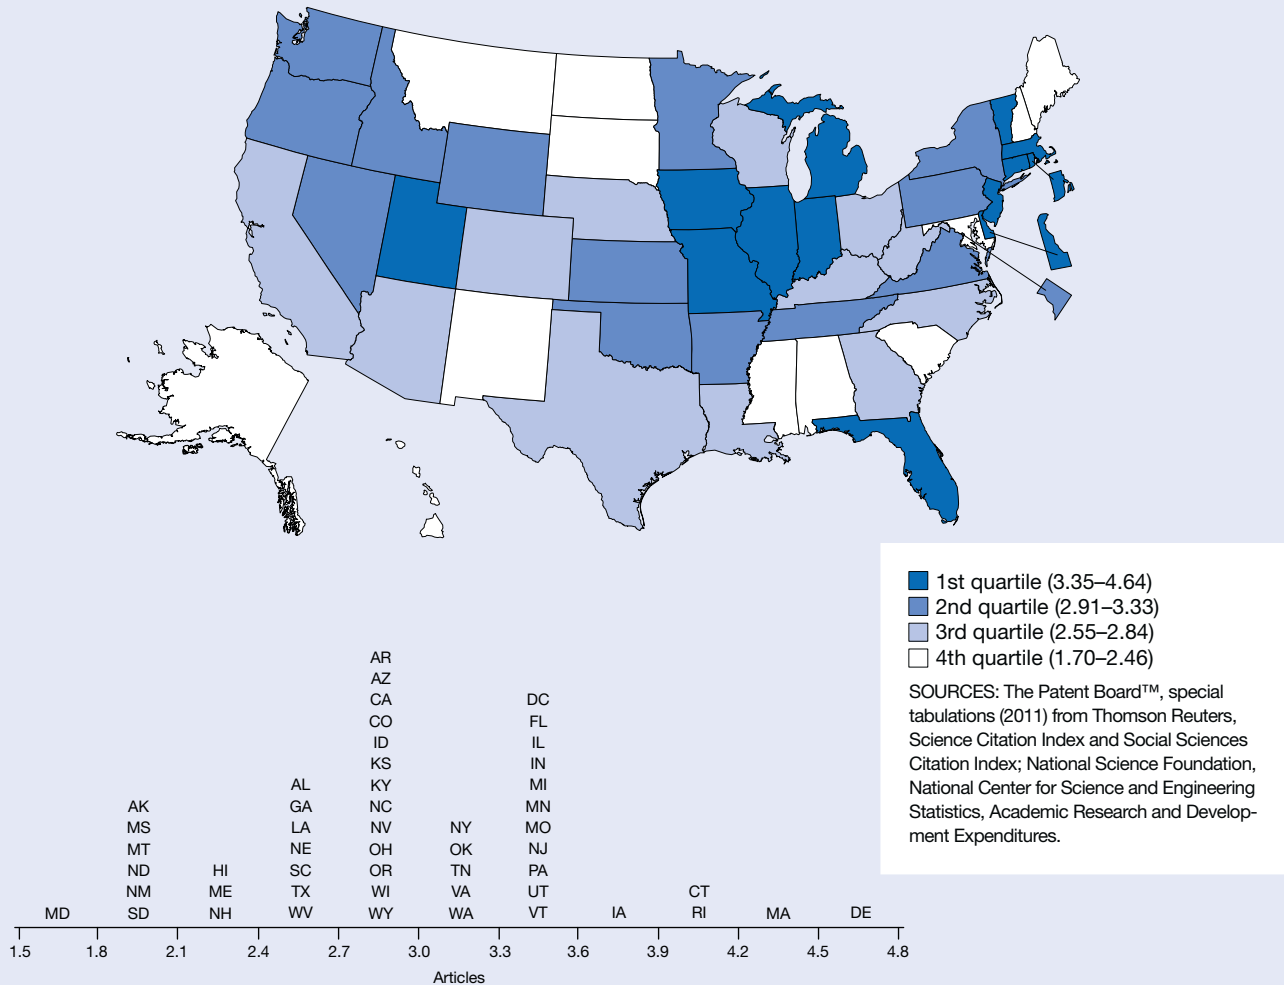 1st quartile (3.35–4.64)
2nd quartile (2.91–3.33)
3rd quartile (2.55–2.84)
4th quartile (1.70–2.46)
SOURCES: The Patent Board™, special
tabulations (2011) from Thomson Reuters,
Science Citation Index and Social Sciences
Citation Index; National Science Foundation,
National Center for Science and Engineering
Statistics, Academic Research and Develop-
ment Expenditures.
AR
AZ
CA DC
CO FL
ID IL
KS IN
AL KY MI
AK GA NC MN
MS LA NV NY MO
MT NE OH OK NJ
ND HI SC OR TN PA
NM ME TX WI VA UT CT
MD SD NH WV WY WA VT IA RI MA DE
1.5 1.8 2.1 2.4 2.7 3.0 3.3 3.6 3.9 4.2 4.5 4.8
Articles